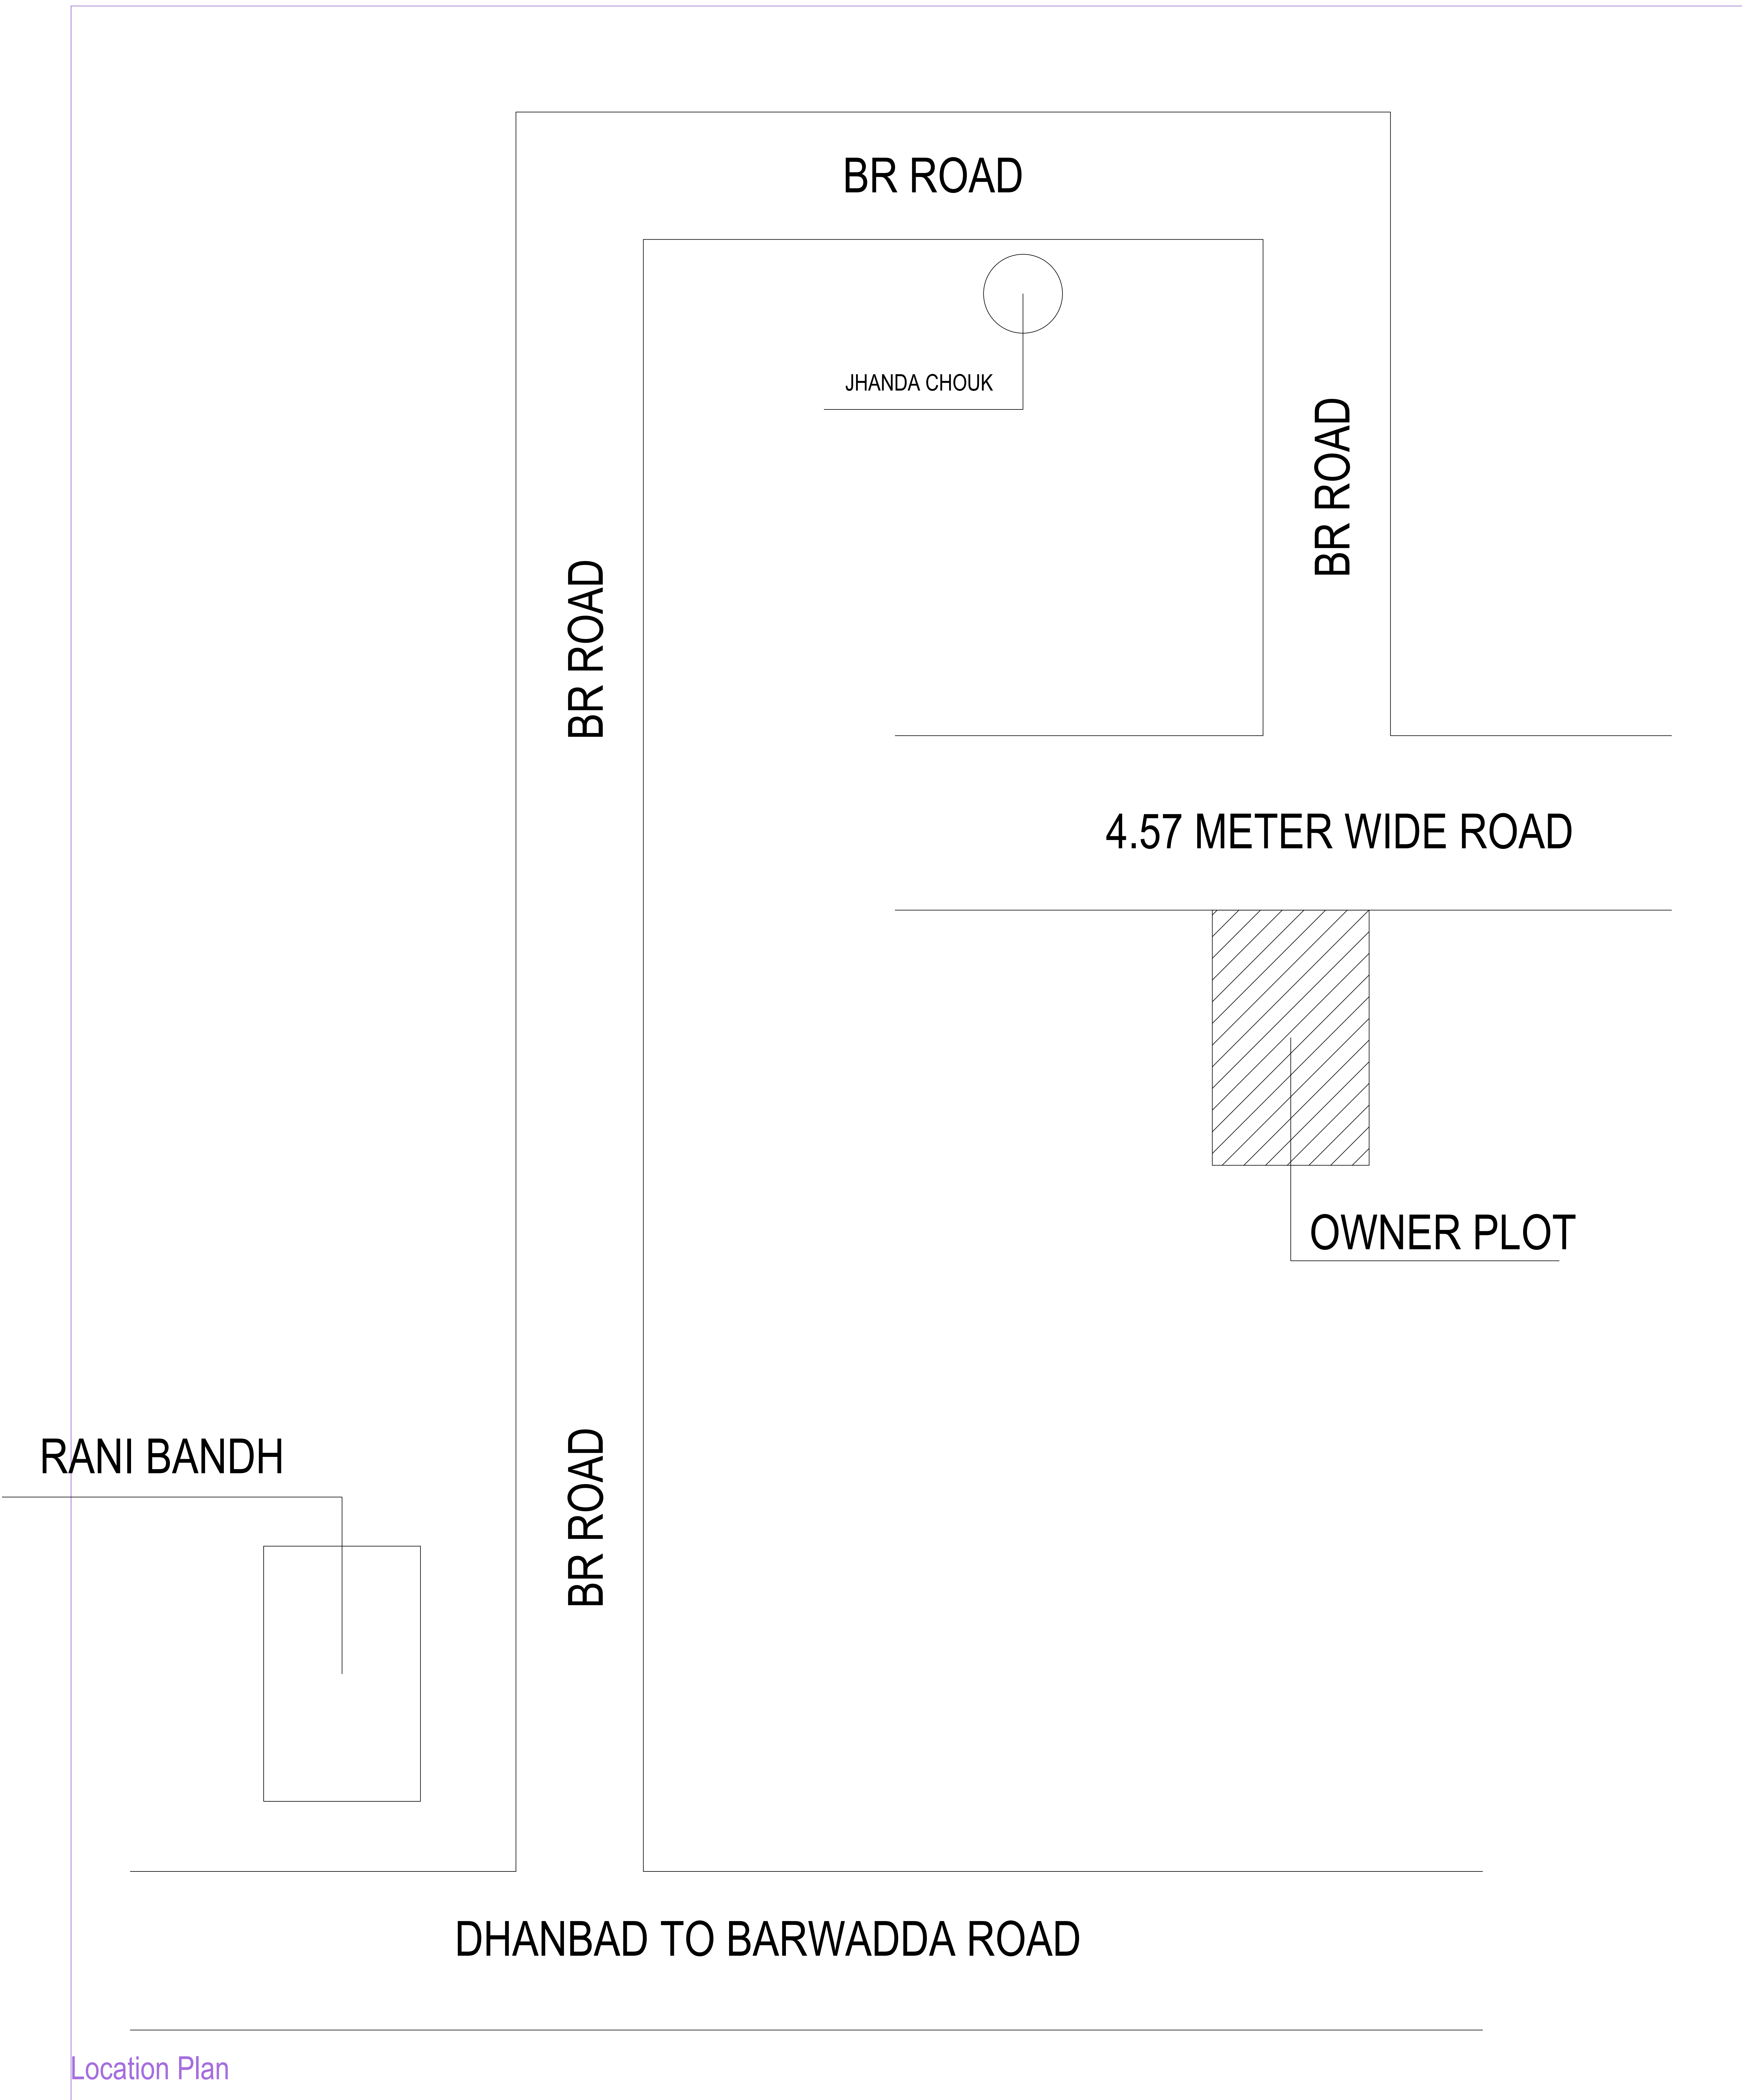 BR ROAD
JHANDA CHOUK
BR ROAD
BR ROAD
4.57 METER WIDE ROAD
OWNER PLOT
RANI BANDH
BR ROAD
DHANBAD TO BARWADDA ROAD
Location Plan